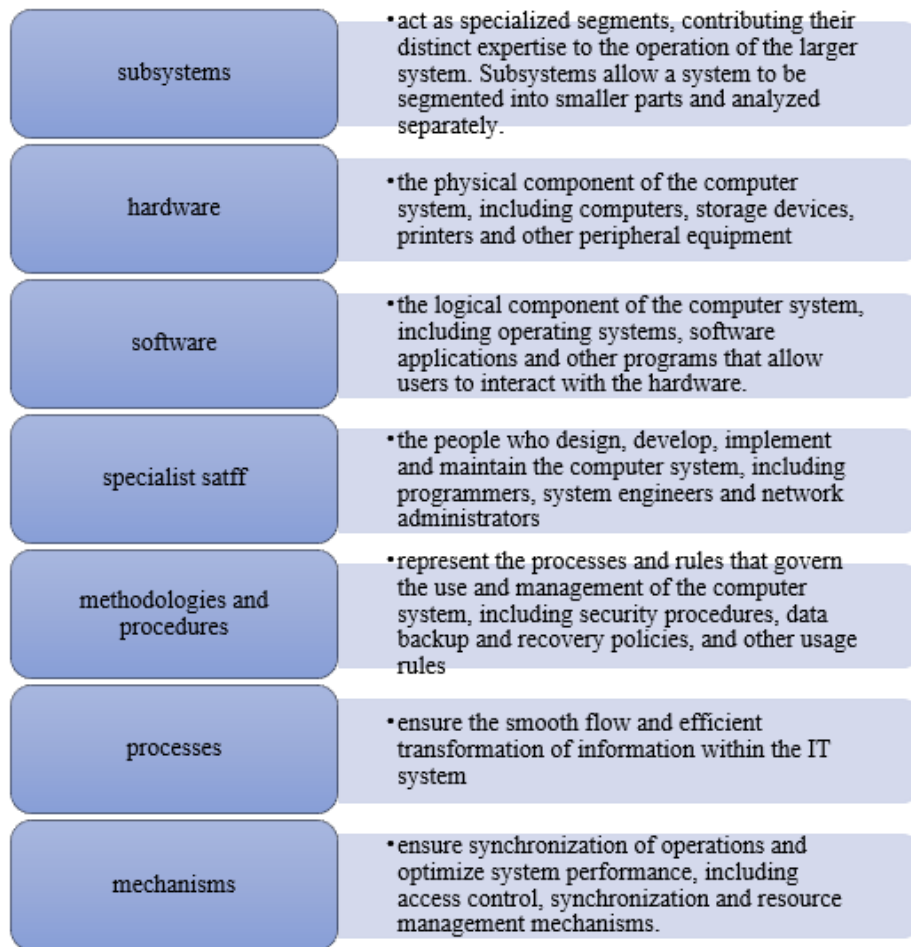 subsystems
•act as specialized segments, contributing their
distinct expertise to the operation of the larger
system. Subsystems allow a system to be
segmented into smaller parts and analyzed
separately.
hardware
•the physical component of the computer
system, including computers, storage devices,
printers and other peripheral equipment
software
•the logical component of the computer system,
including operating systems, software
applications and other programs that allow
users to interact with the hardware.
specialist satff
•the people who design, develop, implement
and maintain the computer system, including
programmers, system engineers and network
administrators
methodologies and
procedures
•represent the processes and rules that govern
the use and management of the computer
system, including security procedures, data
backup and recovery policies, and other usage
rules
processes
•ensure the smooth flow and efficient
transformation of information within the IT
system
mechanisms
•ensure synchronization of operations and
optimize system performance, including
access control, synchronization and resource
management mechanisms.